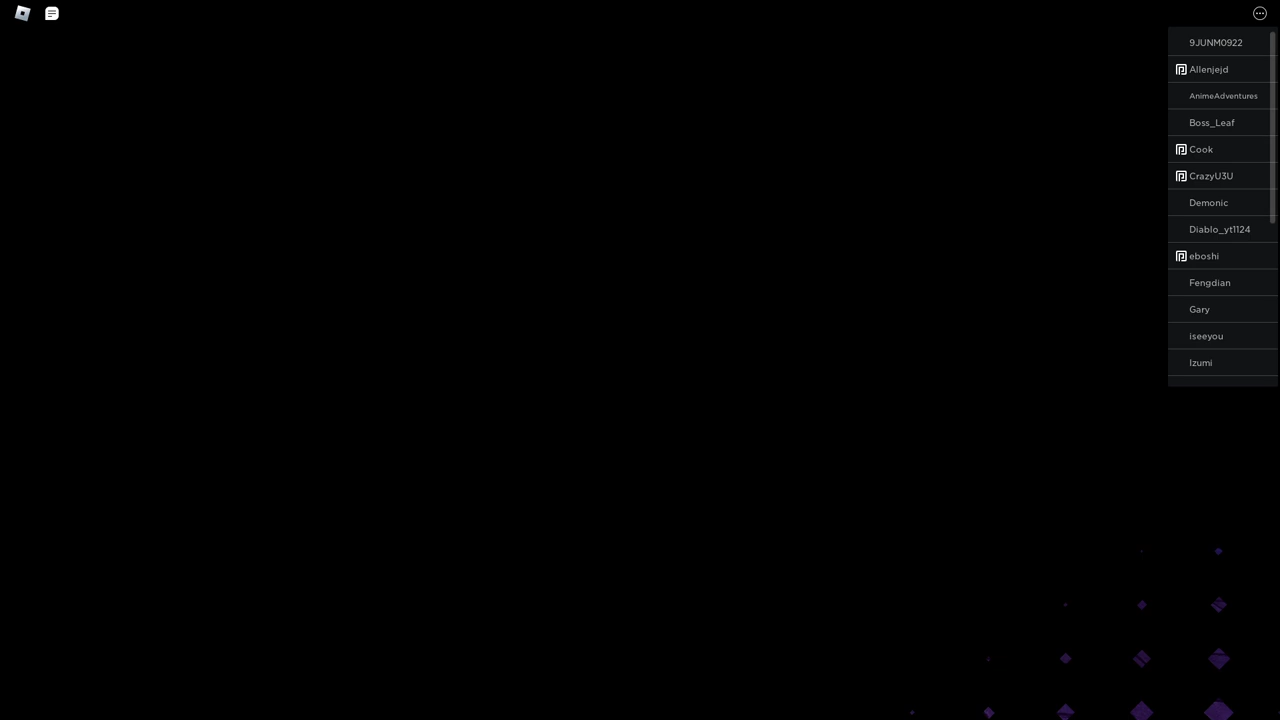 9JUNM0922
Allenjejd
AnimeAdventures
Boss_Leaf
Cook
CrazyU3U
Demonic
Diablo_yt1124
eboshi
Fengdian
Gary
iseeyou
Izumi